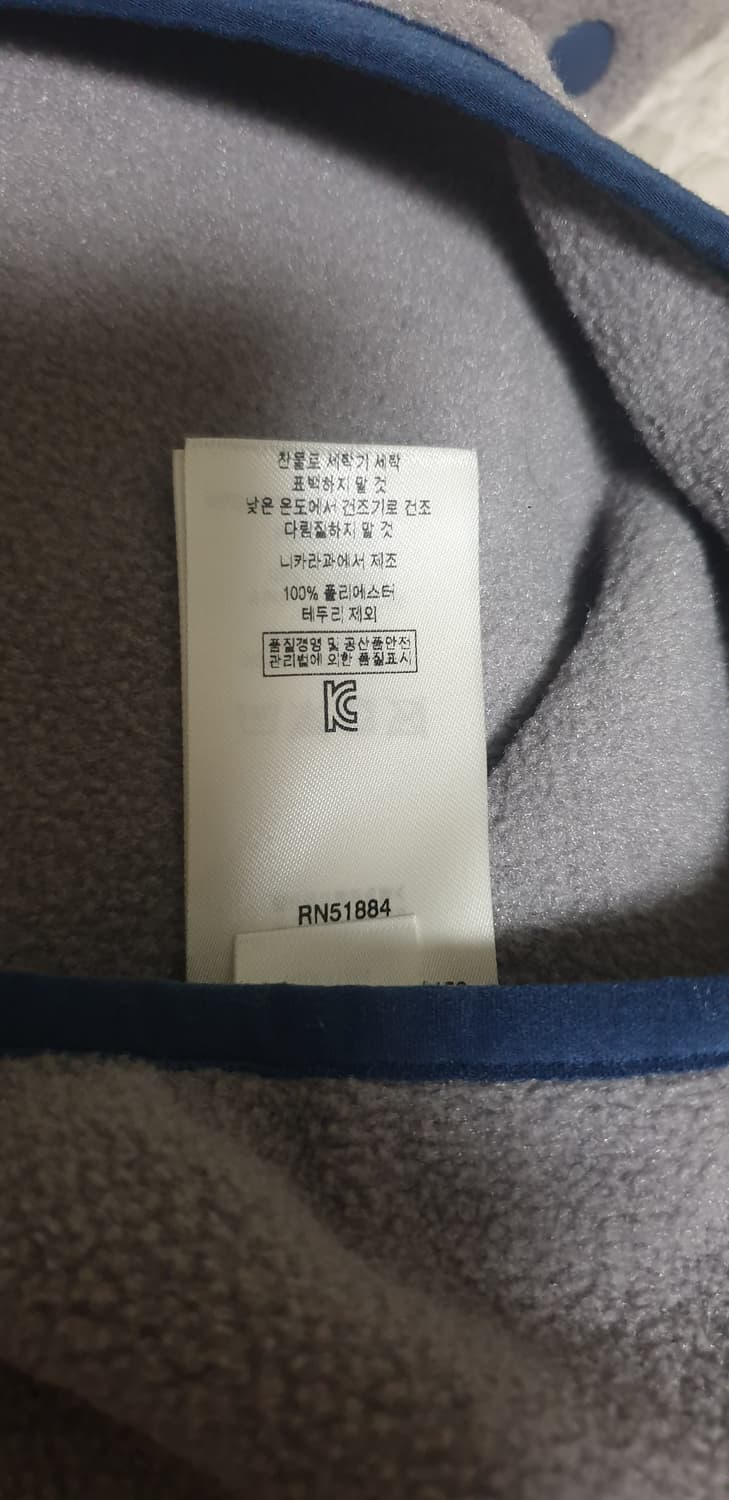 찬물로 세탁기 세탁
표백하지 말 것
낮은 온도에서 건조기로 건조
다림질하지 말 것
니카라과에서 제조
100% 폴리에스터
테두리 제외
품질경영 및 공산품안전
관리법에 의한 품질표시
RN51884